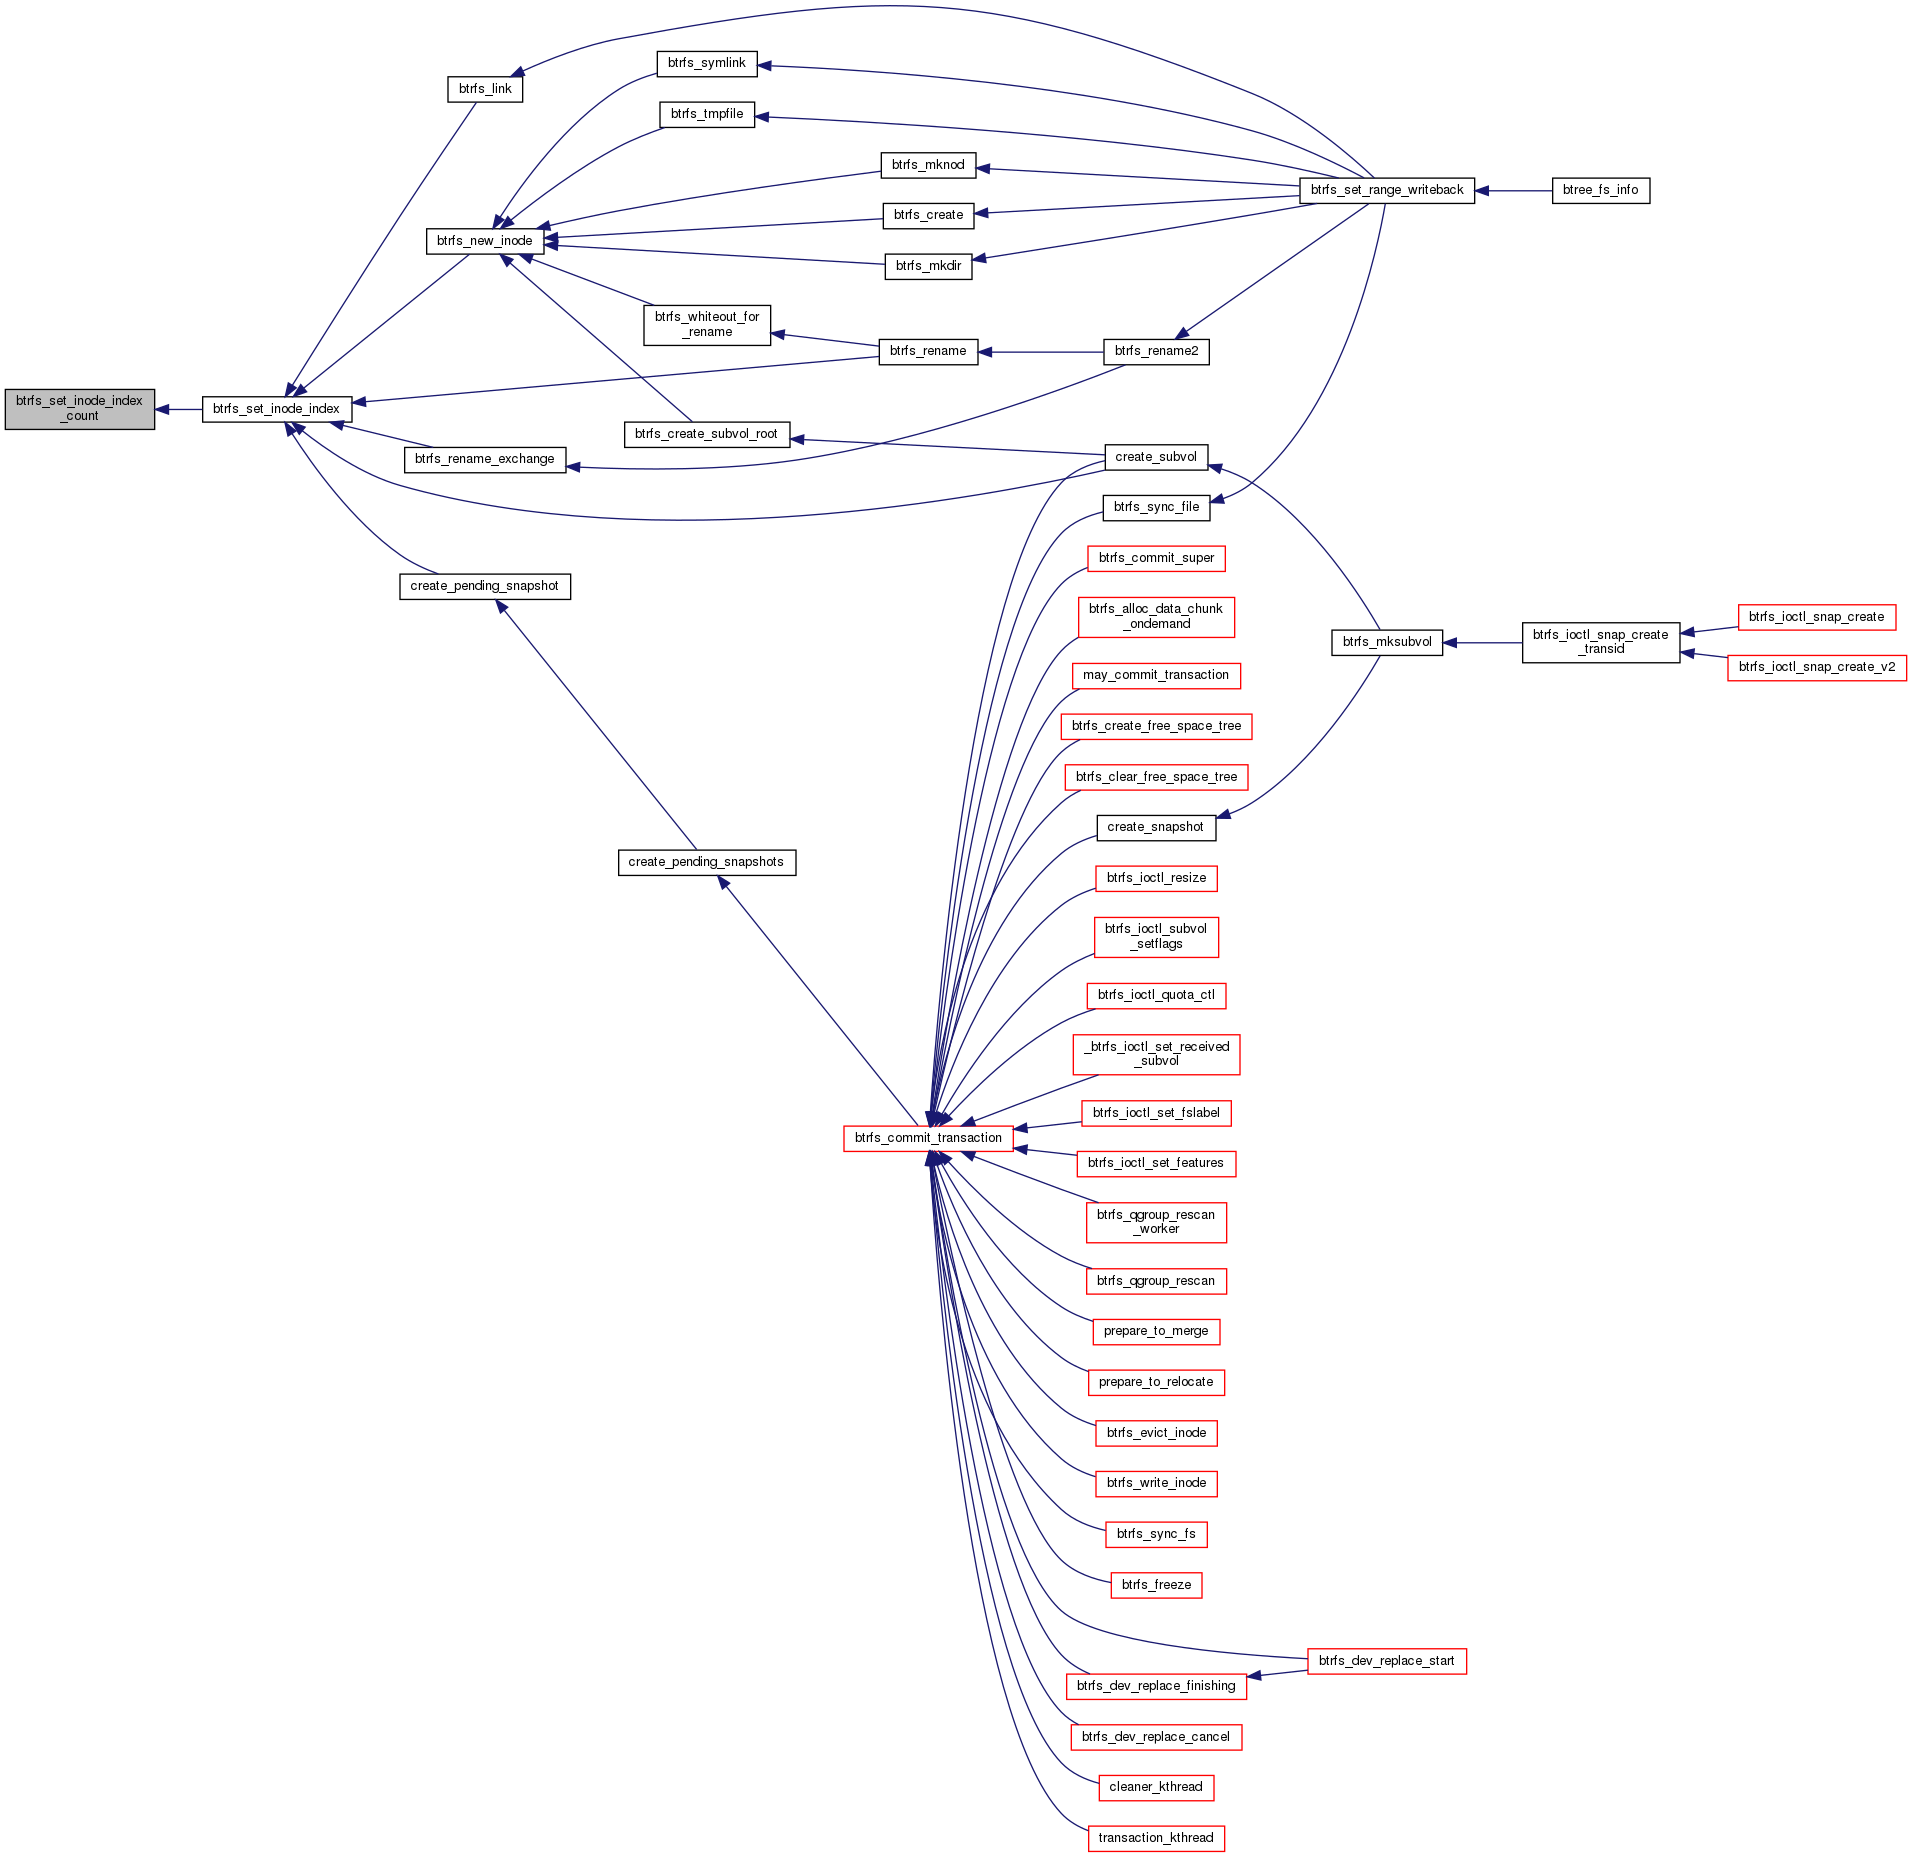 btrfs_link
btrfs_symlink
btrfs_tmpfile
btrfs_mknod
btrfs_set_range_writeback
btree_fs_info
btrfs_create
btrfs_new_inode
btrfs_mkdir
btrfs_whiteout_for
_rename
btrfs_rename
btrfs_rename2
btrfs_set_inode_index
_count
btrfs_set_inode_index
btrfs_create_subvol_root
btrfs_rename_exchange
create_subvol
btrfs_sync_file
btrfs_commit_super
create_pending_snapshot
btrfs_alloc_data_chunk
_ondemand
btrfs_mksubvol
btrfs_ioctl_snap_create
_transid
btrfs_ioctl_snap_create
btrfs_ioctl_snap_create_v2
may_commit_transaction
btrfs_create_free_space_tree
btrfs_clear_free_space_tree
create_snapshot
create_pending_snapshots
btrfs_ioctl_resize
btrfs_ioctl_subvol
_setflags
btrfs_ioctl_quota_ctl
_btrfs_ioctl_set_received
_subvol
btrfs_ioctl_set_fslabel
btrfs_commit_transaction
btrfs_ioctl_set_features
btrfs_qgroup_rescan
_worker
btrfs_qgroup_rescan
prepare_to_merge
prepare_to_relocate
btrfs_evict_inode
btrfs_write_inode
btrfs_sync_fs
btrfs_freeze
btrfs_dev_replace_start
btrfs_dev_replace_finishing
btrfs_dev_replace_cancel
cleaner_kthread
transaction_kthread